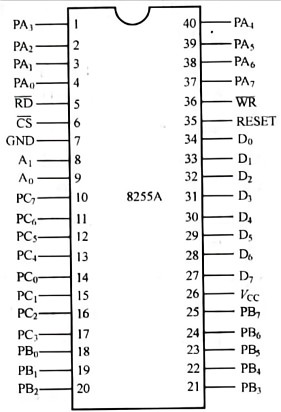 PA₃ 1 40 PA₄
PA₂ 2 39 PA₅
PA₁ 3 38 PA₆
PA₀ 4 37 PA₇
R̅D̅ 5 36 W̅R̅
C̅S̅ 6 35 RESET
GND 7 34 D₀
A₁ 8 33 D₁
A₀ 9 32 D₂
PC₇ 10 8255A 31 D₃
PC₆ 11 30 D₄
PC₅ 12 29 D₅
PC₄ 13 28 D₆
PC₀ 14 27 D₇
PC₁ 15 26 VCC
PC₂ 16 25 PB₇
PC₃ 17 24 PB₆
PB₀ 18 23 PB₅
PB₁ 19 22 PB₄
PB₂ 20 21 PB₃